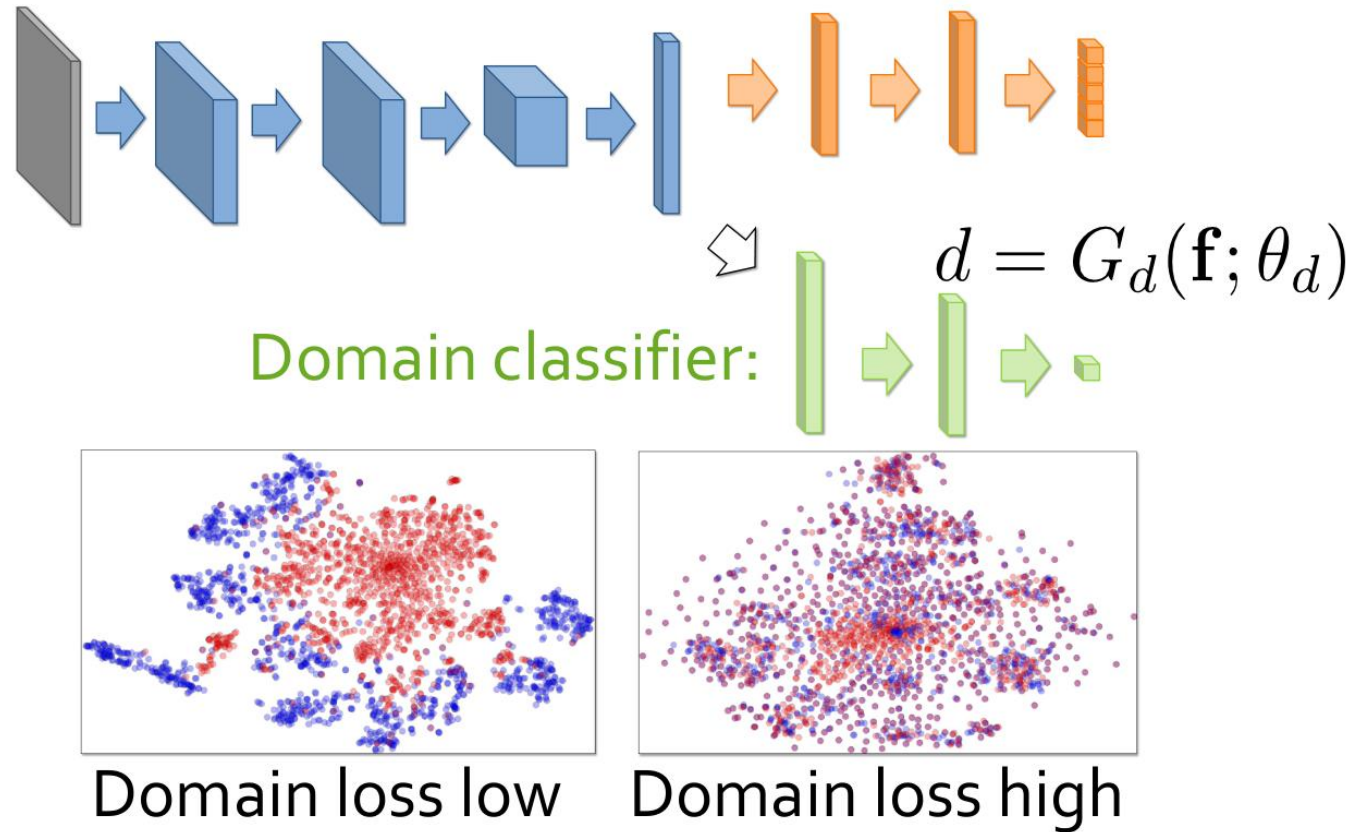 d = G_d(f; θ_d)
Domain classifier:
Domain loss low
Domain loss high